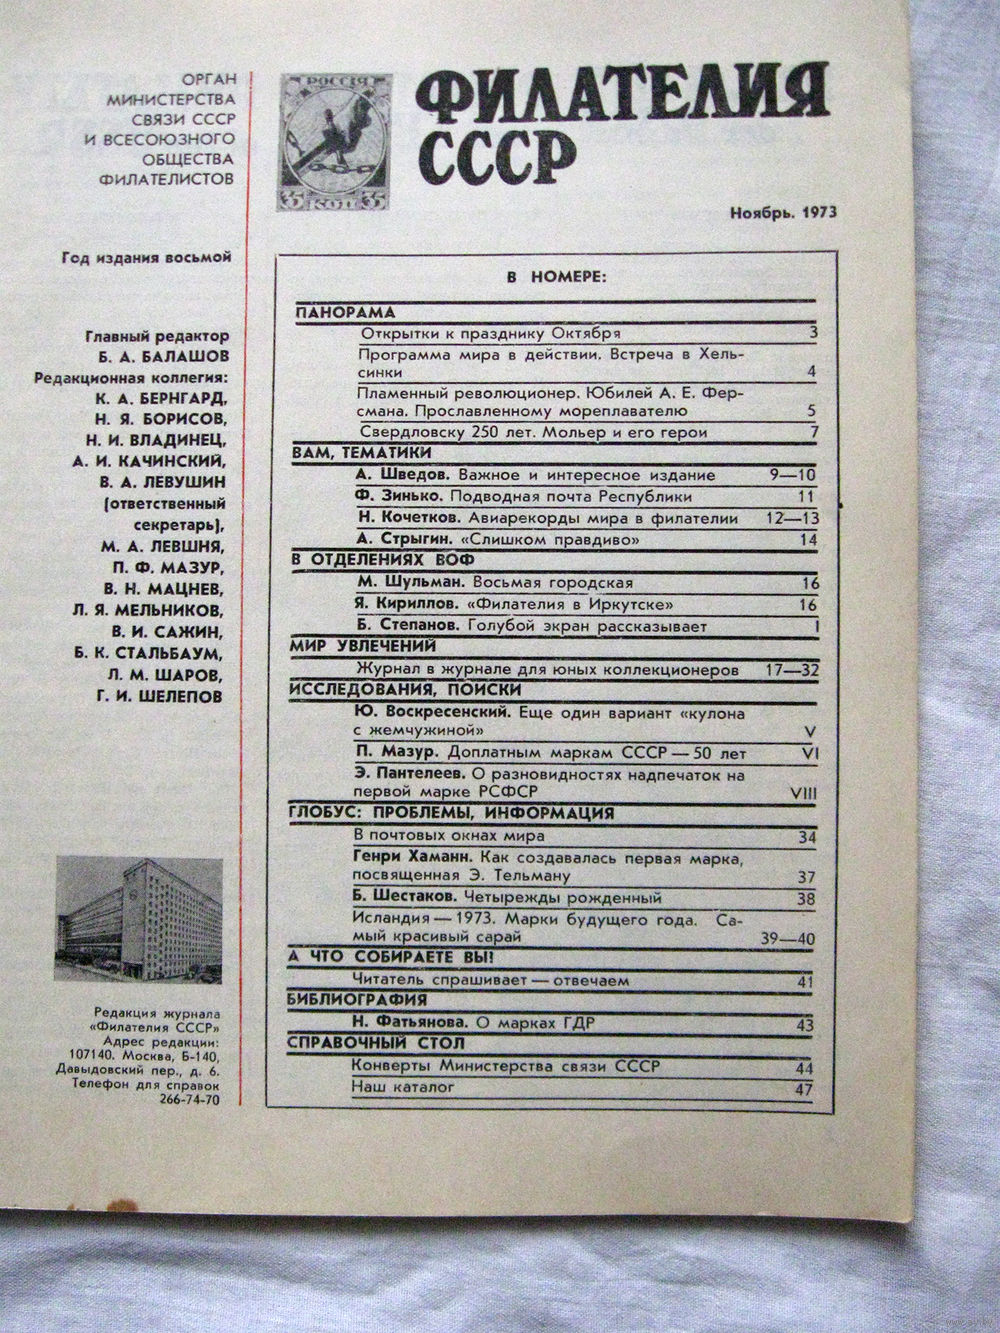 ОРГАН
МИНИСТЕРСТВА
СВЯЗИ СССР
И ВСЕСОЮЗНОГО
ОБЩЕСТВА
ФИЛАТЕЛИСТОВ
Год издания восьмой
Главный редактор
Б. А. БАЛАШОВ
Редакционная коллегия:
К. А. БЕРНГАРД,
Н. Я. БОРИСОВ,
Н. И. ВЛАДИНЕЦ,
А. И. КАЧИНСКИЙ,
В. А. ЛЕВУШИН
(ответственный
секретарь),
М. А. ЛЕВШНЯ,
П. Ф. МАЗУР,
В. Н. МАЦНЕВ,
Л. Я. МЕЛЬНИКОВ,
В. И. САЖИН,
Б. К. СТАЛЬБАУМ,
Л. М. ШАРОВ,
Г. И. ШЕЛЕПОВ
Редакция журнала
«Филателия СССР»
Адрес редакции:
107140. Москва, Б-140,
Давыдовский пер., д. 6.
Телефон для справок
266-74-70
РОССІЯ
35 КОП 35
ФИЛАТЕЛИЯ
СССР
Ноябрь. 1973
В НОМЕРЕ:
ПАНОРАМА
Открытки к празднику Октября 3
Программа мира в действии. Встреча в Хель-
синки 4
Пламенный революционер. Юбилей А. Е. Фер-
смана. Прославленному мореплавателю 5
Свердловску 250 лет. Мольер и его герои 7
ВАМ, ТЕМАТИКИ
А. Шведов. Важное и интересное издание 9—10
Ф. Зинько. Подводная почта Республики 11
Н. Кочетков. Авиарекорды мира в филателии 12—13
А. Стрыгин. «Слишком правдиво» 14
В ОТДЕЛЕНИЯХ ВОФ
М. Шульман. Восьмая городская 16
Я. Кириллов. «Филателия в Иркутске» 16
Б. Степанов. Голубой экран рассказывает I
МИР УВЛЕЧЕНИЙ
Журнал в журнале для юных коллекционеров 17—32
ИССЛЕДОВАНИЯ, ПОИСКИ
Ю. Воскресенский. Еще один вариант «кулона
с жемчужиной» V
П. Мазур. Доплатным маркам СССР — 50 лет VI
Э. Пантелеев. О разновидностях надпечаток на
первой марке РСФСР VIII
ГЛОБУС: ПРОБЛЕМЫ, ИНФОРМАЦИЯ
В почтовых окнах мира 34
Генри Хаманн. Как создавалась первая марка,
посвященная Э. Тельману 37
Б. Шестаков. Четырежды рожденный 38
Исландия — 1973. Марки будущего года. Са-
мый красивый сарай 39—40
А ЧТО СОБИРАЕТЕ ВЫ?
Читатель спрашивает — отвечаем 41
БИБЛИОГРАФИЯ
Н. Фатьянова. О марках ГДР 43
СПРАВОЧНЫЙ СТОЛ
Конверты Министерства связи СССР 44
Наш каталог 47